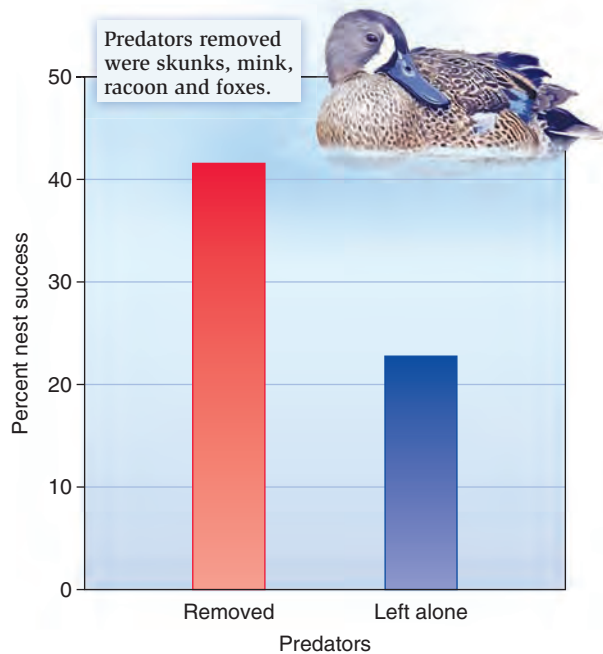 Predators removed
were skunks, mink,
racoon and foxes.
50
40
30
20
10
0
Percent nest success
Removed
Left alone
Predators